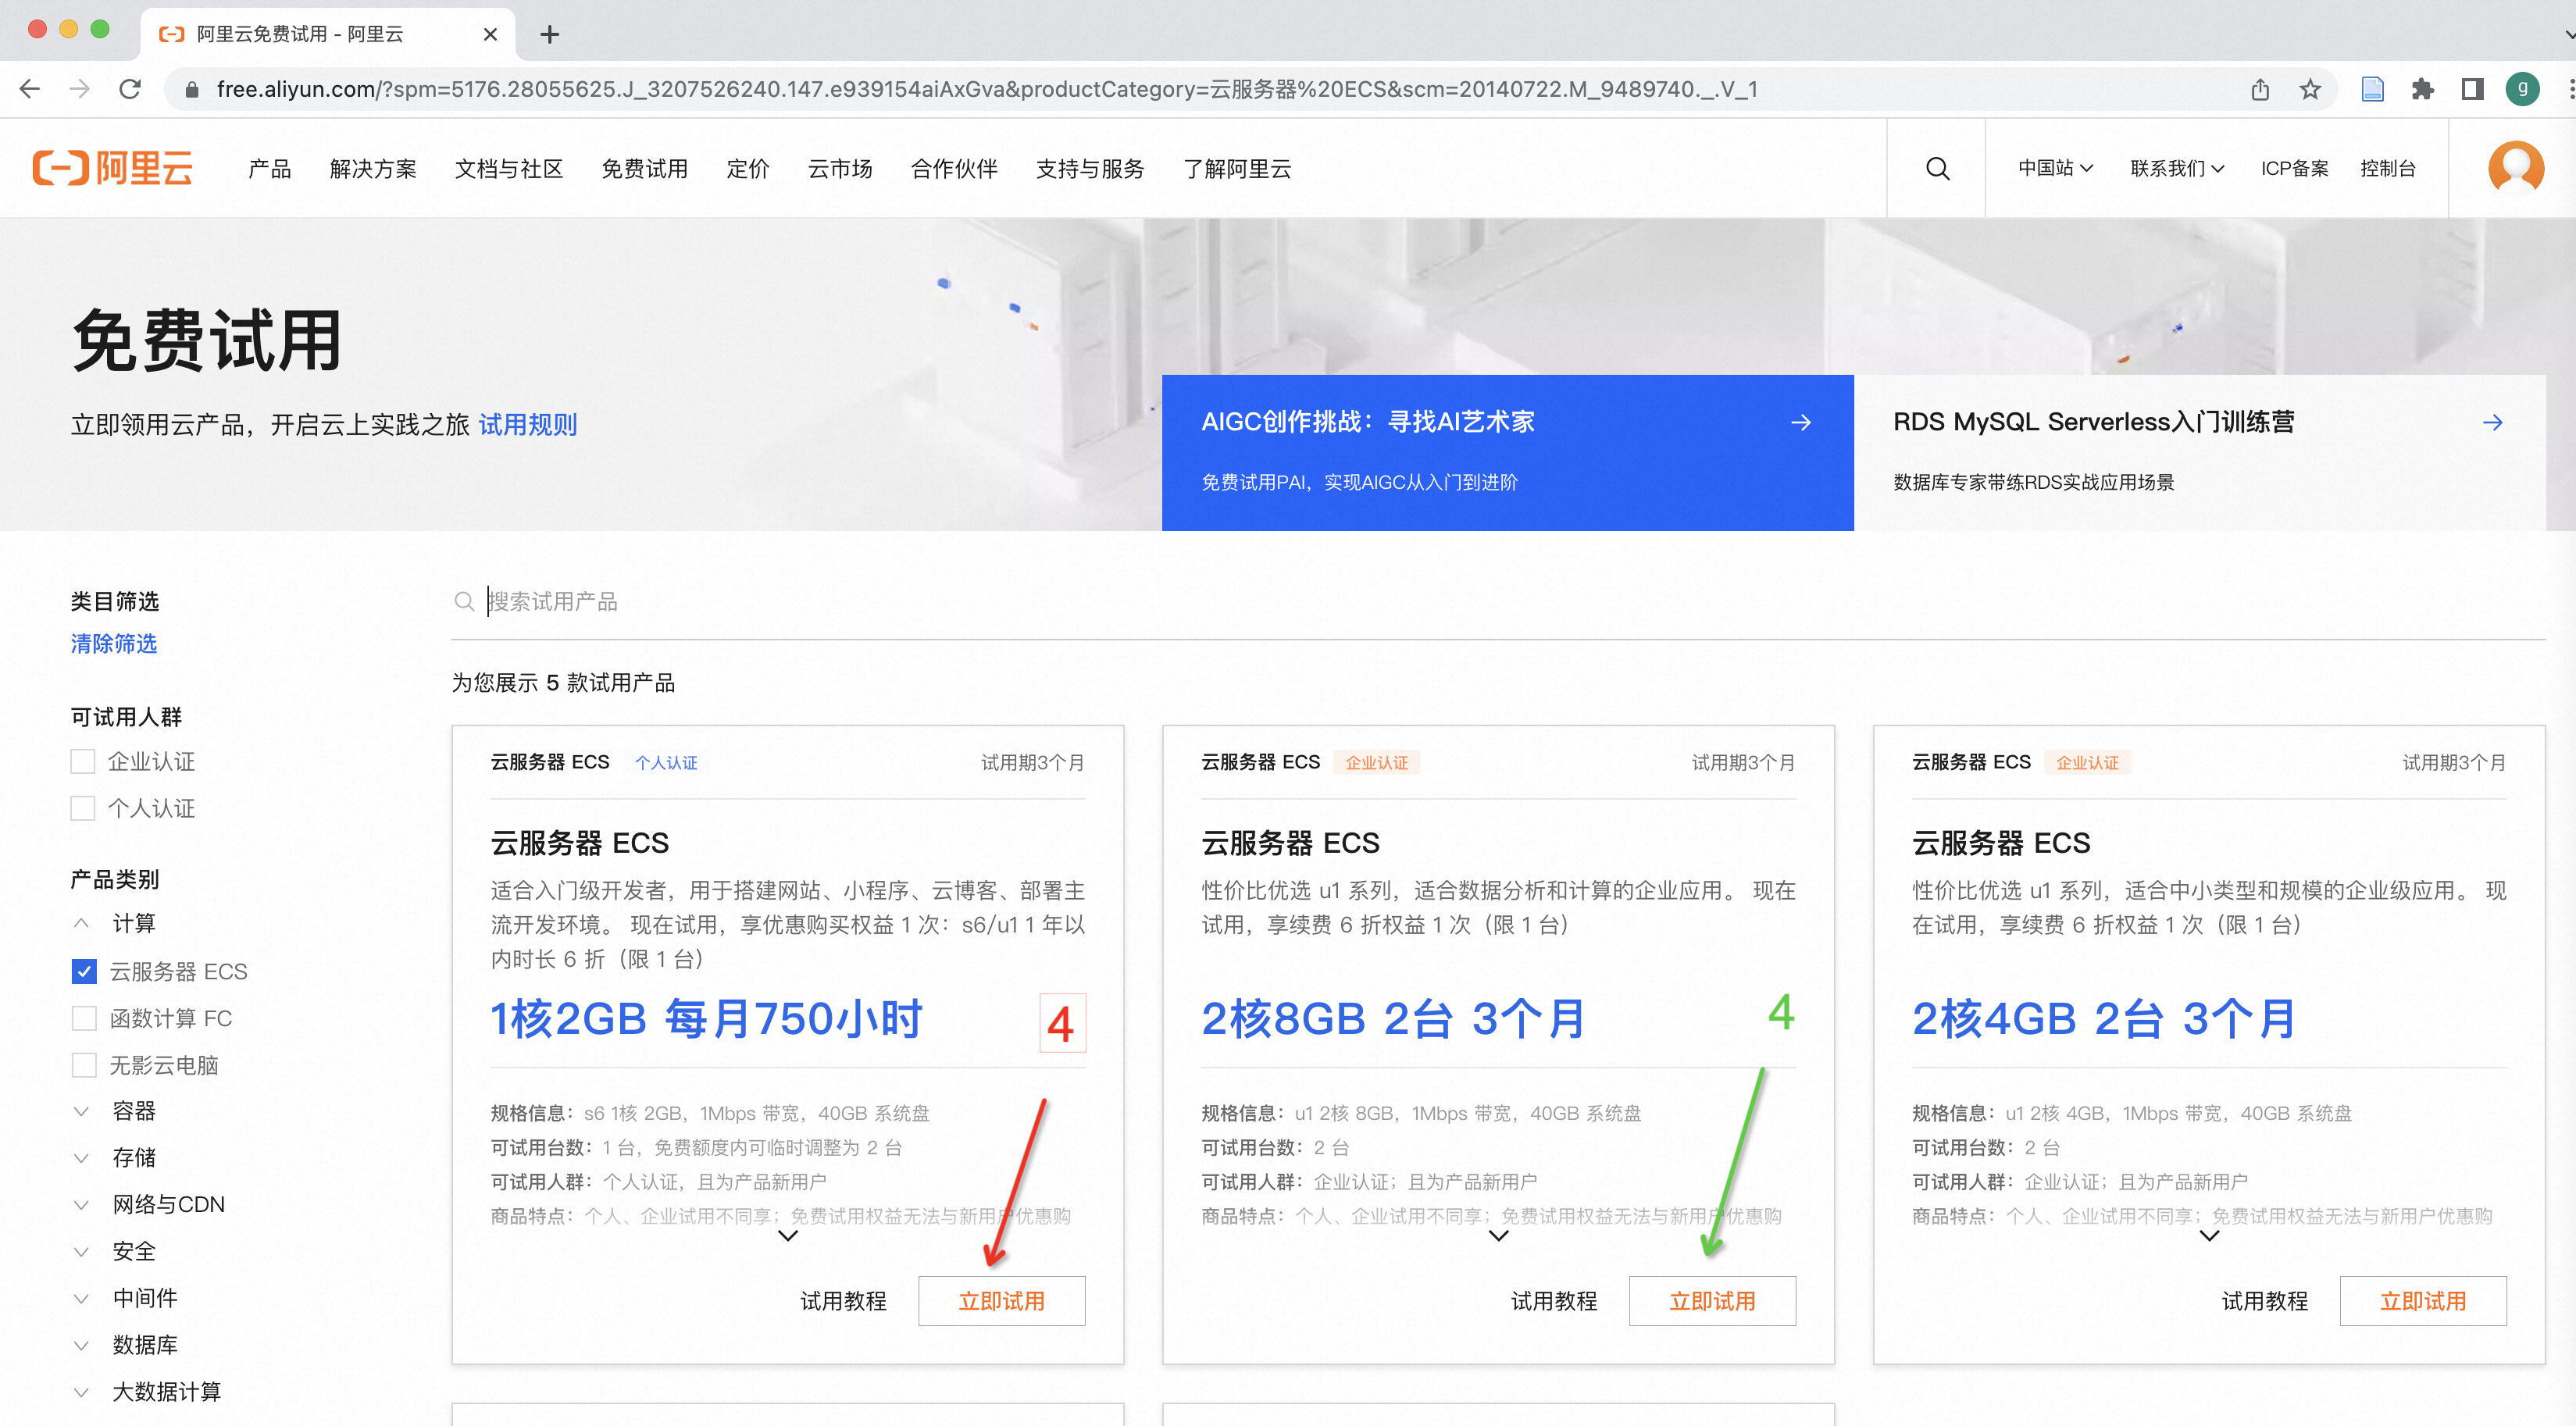 阿里云免费试用 - 阿里云
free.aliyun.com/?spm=5176.28055625.J_3207526240.147.e939154aiAxGva&productCategory=云服务器%20ECS&scm=20140722.M_9489740._.V_1
g
阿里云
产品 解决方案 文档与社区 免费试用 定价 云市场 合作伙伴 支持与服务 了解阿里云
中国站 联系我们 ICP备案 控制台
免费试用
立即领用云产品，开启云上实践之旅 试用规则
AIGC创作挑战：寻找AI艺术家
免费试用PAI，实现AIGC从入门到进阶
RDS MySQL Serverless入门训练营
数据库专家带练RDS实战应用场景
类目筛选
清除筛选
可试用人群
企业认证
个人认证
产品类别
计算
云服务器 ECS
函数计算 FC
无影云电脑
容器
存储
网络与CDN
安全
中间件
数据库
大数据计算
搜索试用产品
为您展示 5 款试用产品
云服务器 ECS 个人认证 试用期3个月
云服务器 ECS
适合入门级开发者，用于搭建网站、小程序、云博客、部署主
流开发环境。 现在试用，享优惠购买权益 1 次：s6/u1 1 年以
内时长 6 折（限 1 台）
1核2GB 每月750小时
4
规格信息：s6 1核 2GB，1Mbps 带宽，40GB 系统盘
可试用台数：1 台，免费额度内可临时调整为 2 台
可试用人群：个人认证，且为产品新用户
商品特点：个人、企业试用不同享；免费试用权益无法与新用户优惠购
试用教程 立即试用
云服务器 ECS 企业认证 试用期3个月
云服务器 ECS
性价比优选 u1 系列，适合数据分析和计算的企业应用。 现在
试用，享续费 6 折权益 1 次（限 1 台）
2核8GB 2台 3个月
4
规格信息：u1 2核 8GB，1Mbps 带宽，40GB 系统盘
可试用台数：2 台
可试用人群：企业认证；且为产品新用户
商品特点：个人、企业试用不同享；免费试用权益无法与新用户优惠购
试用教程 立即试用
云服务器 ECS 企业认证 试用期3个月
云服务器 ECS
性价比优选 u1 系列，适合中小类型和规模的企业级应用。 现
在试用，享续费 6 折权益 1 次（限 1 台）
2核4GB 2台 3个月
规格信息：u1 2核 4GB，1Mbps 带宽，40GB 系统盘
可试用台数：2 台
可试用人群：企业认证；且为产品新用户
商品特点：个人、企业试用不同享；免费试用权益无法与新用户优惠购
试用教程 立即试用